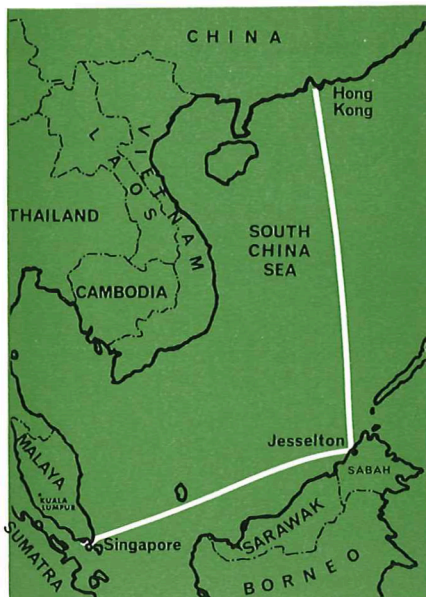 CHINA
Hong
Kong
LAOS
VIETNAM
THAILAND
SOUTH
CHINA
SEA
CAMBODIA
Jesselton
SABAH
MALAYA
KUALA
LUMPUR
Singapore
SARAWAK
SUMATRA
BORNEO